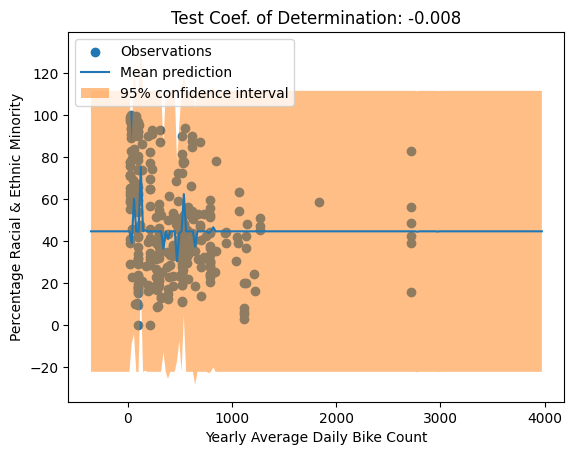 Test Coef. of Determination: -0.008
Observations
Mean prediction
95% confidence interval
120
100
80
60
40
20
0
−20
Percentage Racial & Ethnic Minority
0 1000 2000 3000 4000
Yearly Average Daily Bike Count